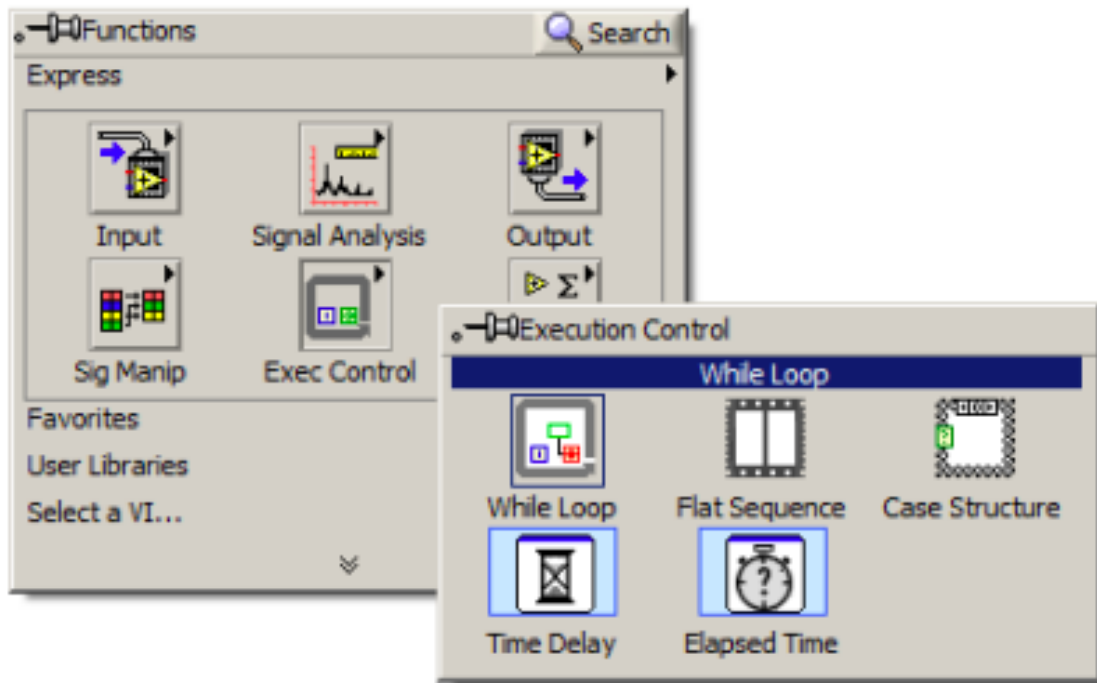 Functions
Search
Express
Input
Signal Analysis
Output
Sig Manip
Exec Control
Favorites
User Libraries
Select a VI...
Execution Control
While Loop
While Loop
Flat Sequence
Case Structure
Time Delay
Elapsed Time